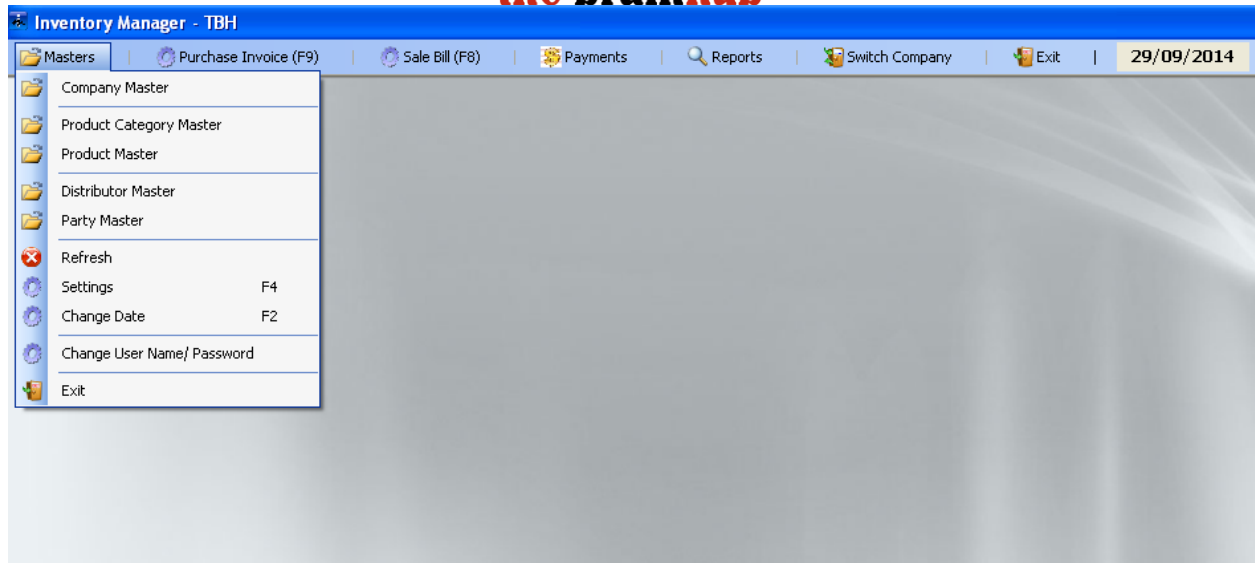 the brainhub
Inventory Manager - TBH
Masters | Purchase Invoice (F9) | Sale Bill (F8) | Payments | Reports | Switch Company | Exit | 29/09/2014
Company Master
Product Category Master
Product Master
Distributor Master
Party Master
Refresh
Settings F4
Change Date F2
Change User Name/ Password
Exit